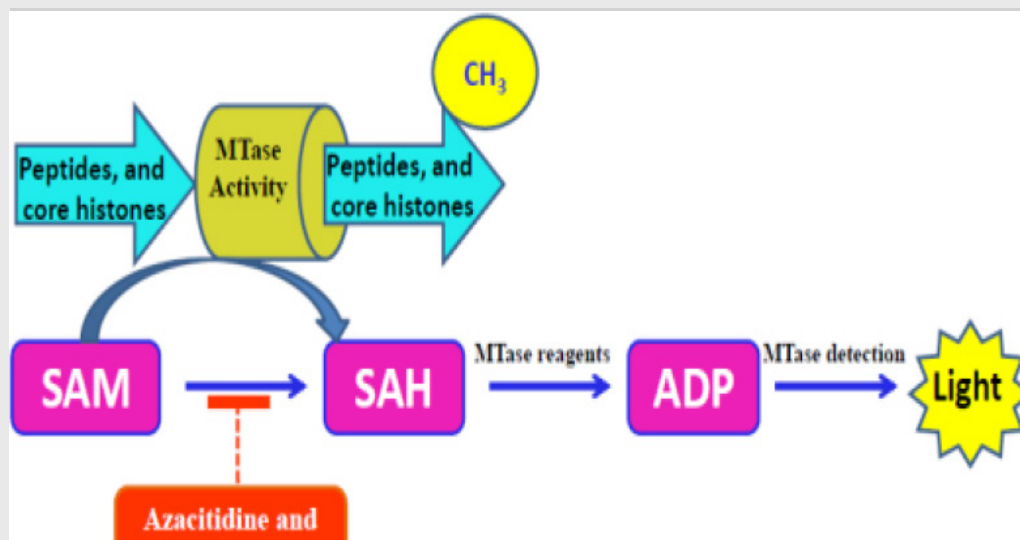 CH₃
Peptides, and
core histones
MTase
Activity
Peptides, and
core histones
SAM
SAH
MTase reagents
ADP
MTase detection
Light
Azacitidine and